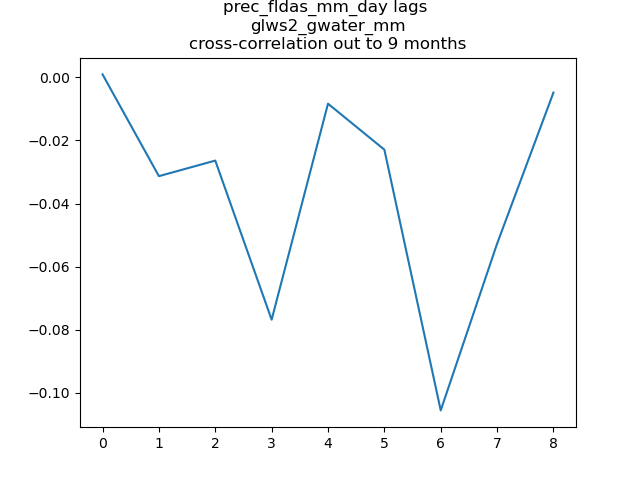 prec_fldas_mm_day lags
glws2_gwater_mm
cross-correlation out to 9 months
0.00
−0.02
−0.04
−0.06
−0.08
−0.10
0 1 2 3 4 5 6 7 8